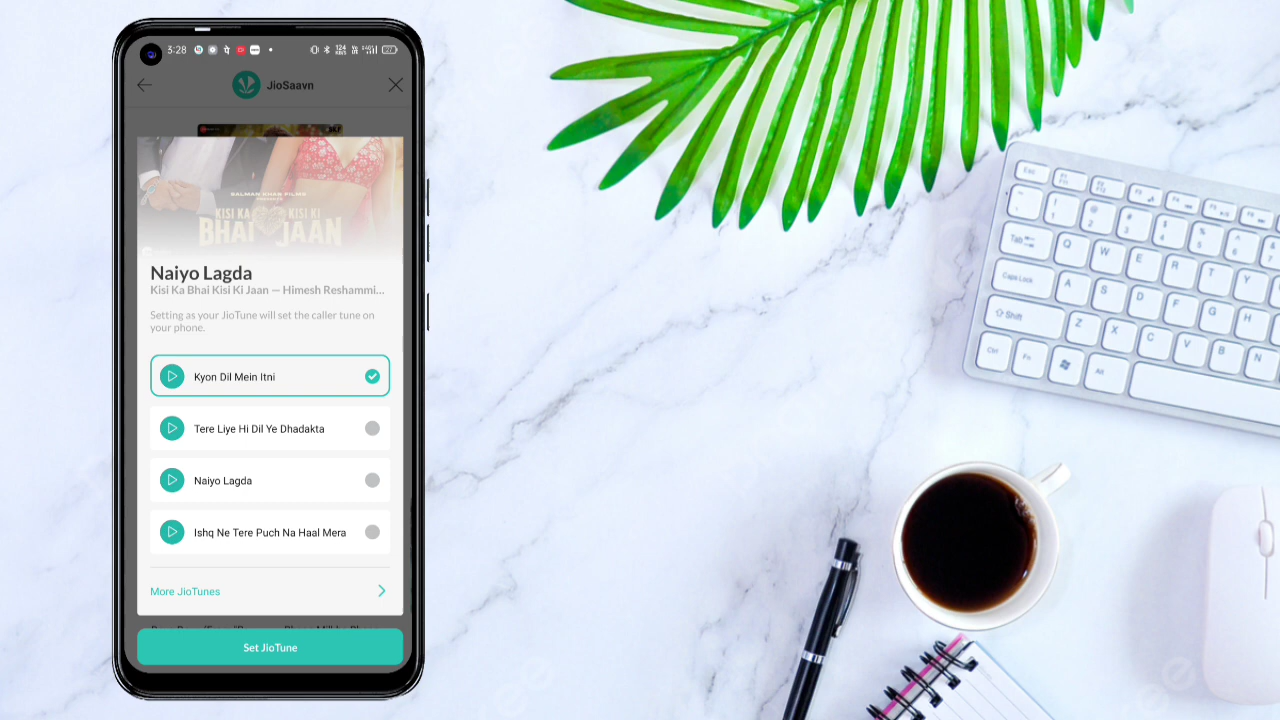 3:28
JioSaavn
SALMAN KHAN FILMS
PRESENTS
KISI KA KISI KI
BHAI JAAN
Naiyo Lagda
Kisi Ka Bhai Kisi Ki Jaan — Himesh Reshammi...
Setting as your JioTune will set the caller tune on
your phone.
Kyon Dil Mein Itni
Tere Liye Hi Dil Ye Dhadakta
Naiyo Lagda
Ishq Ne Tere Puch Na Haal Mera
More JioTunes
Set JioTune
Esc
Tab
Q W E R T Y
Caps Lock
A S D F G H
Shift
Z X C V B N
Ctrl Fn Alt